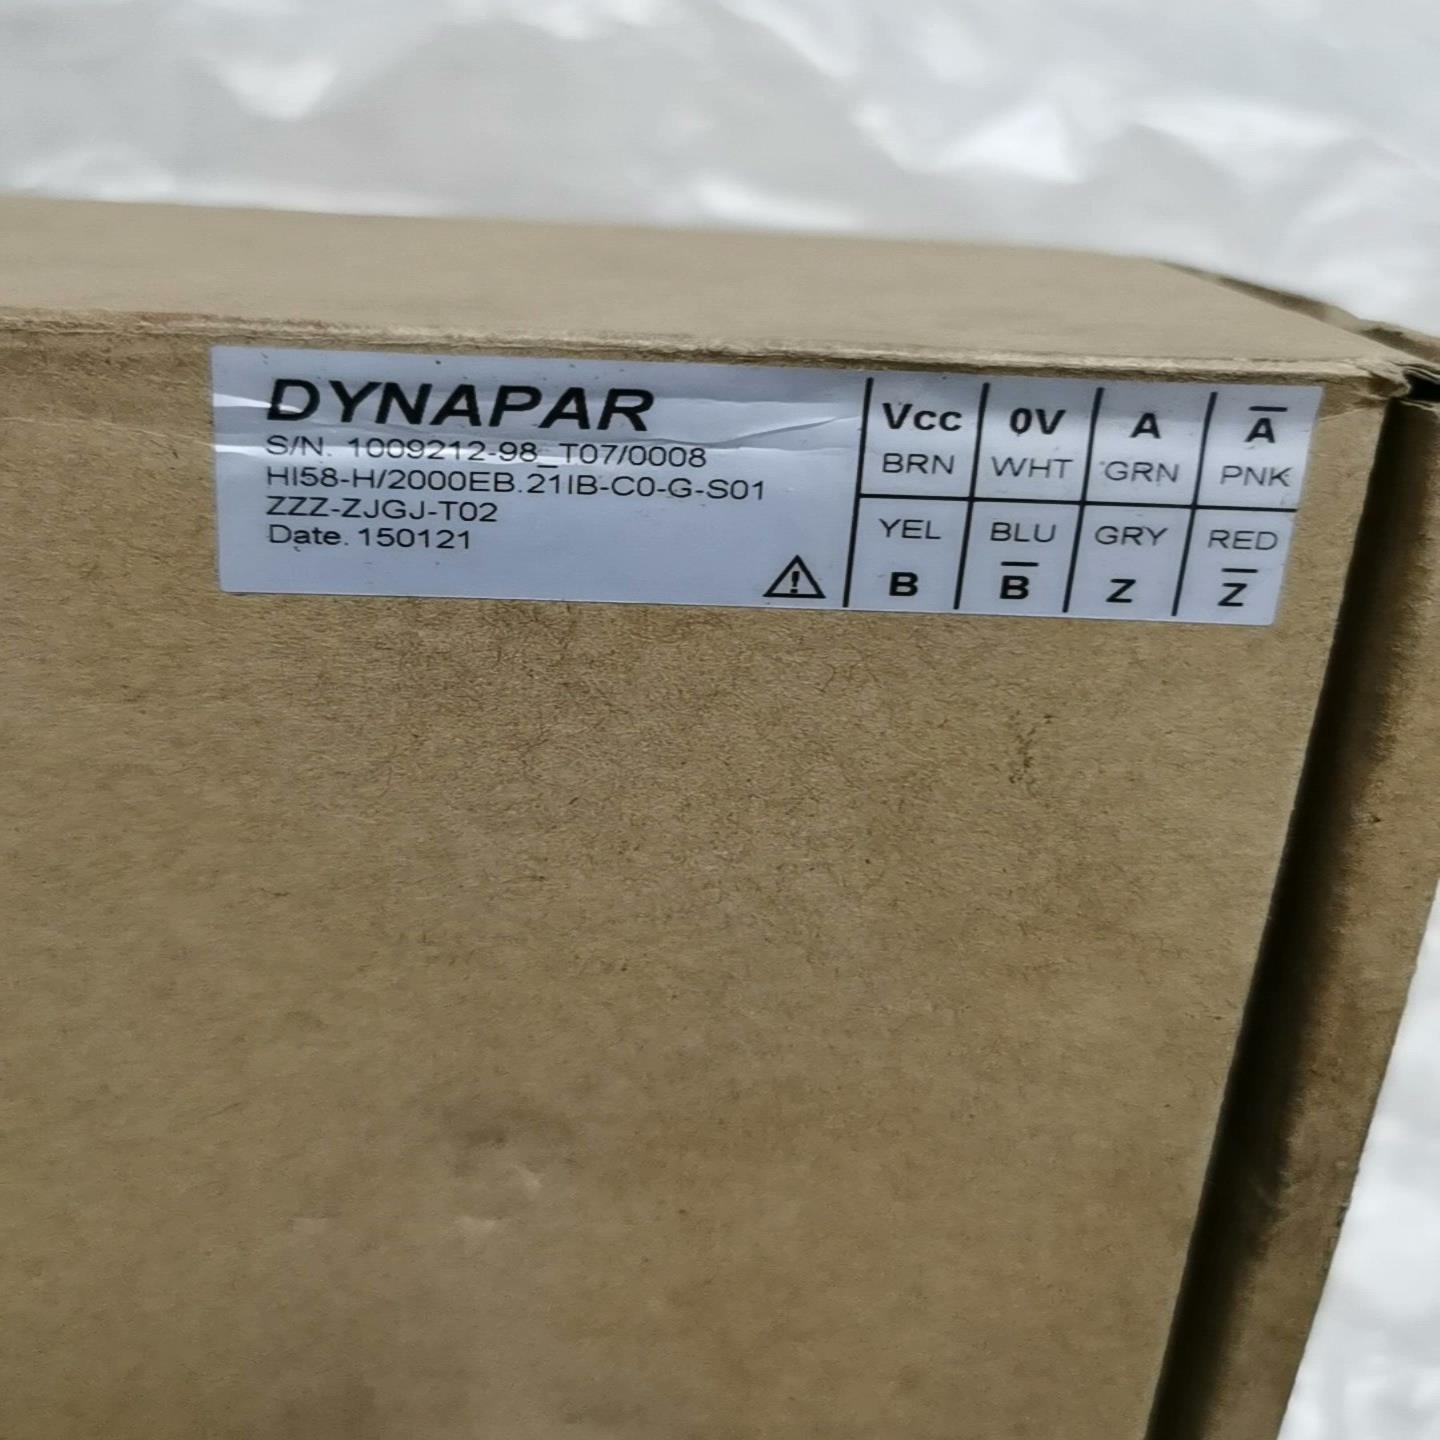 DYNAPAR
S/N. 1009212-98_T07/0008
HI58-H/2000EB.21IB-C0-G-S01
ZZZ-ZJGJ-T02
Date. 150121
Vcc 0V A A̅
BRN WHT GRN PNK
YEL BLU GRY RED
B B̅ Z Z̅